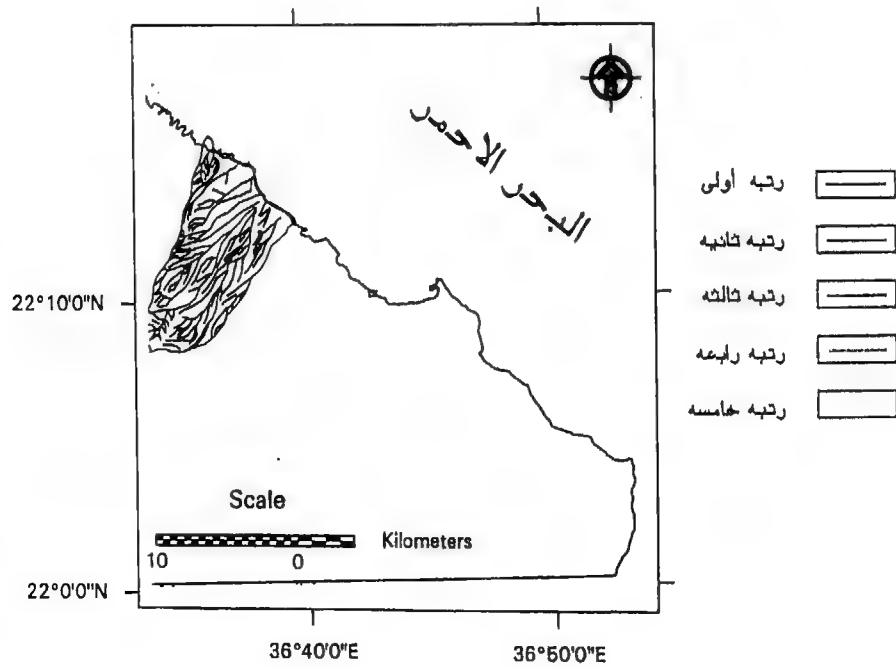 البحر الاحمر
رتبه أولى
رتبه ثانيه
رتبه ثالثه
رتبه رابعه
رتبه خامسه
22°10'0"N
Scale
Kilometers
10 0
22°0'0"N
36°40'0"E 36°50'0"E